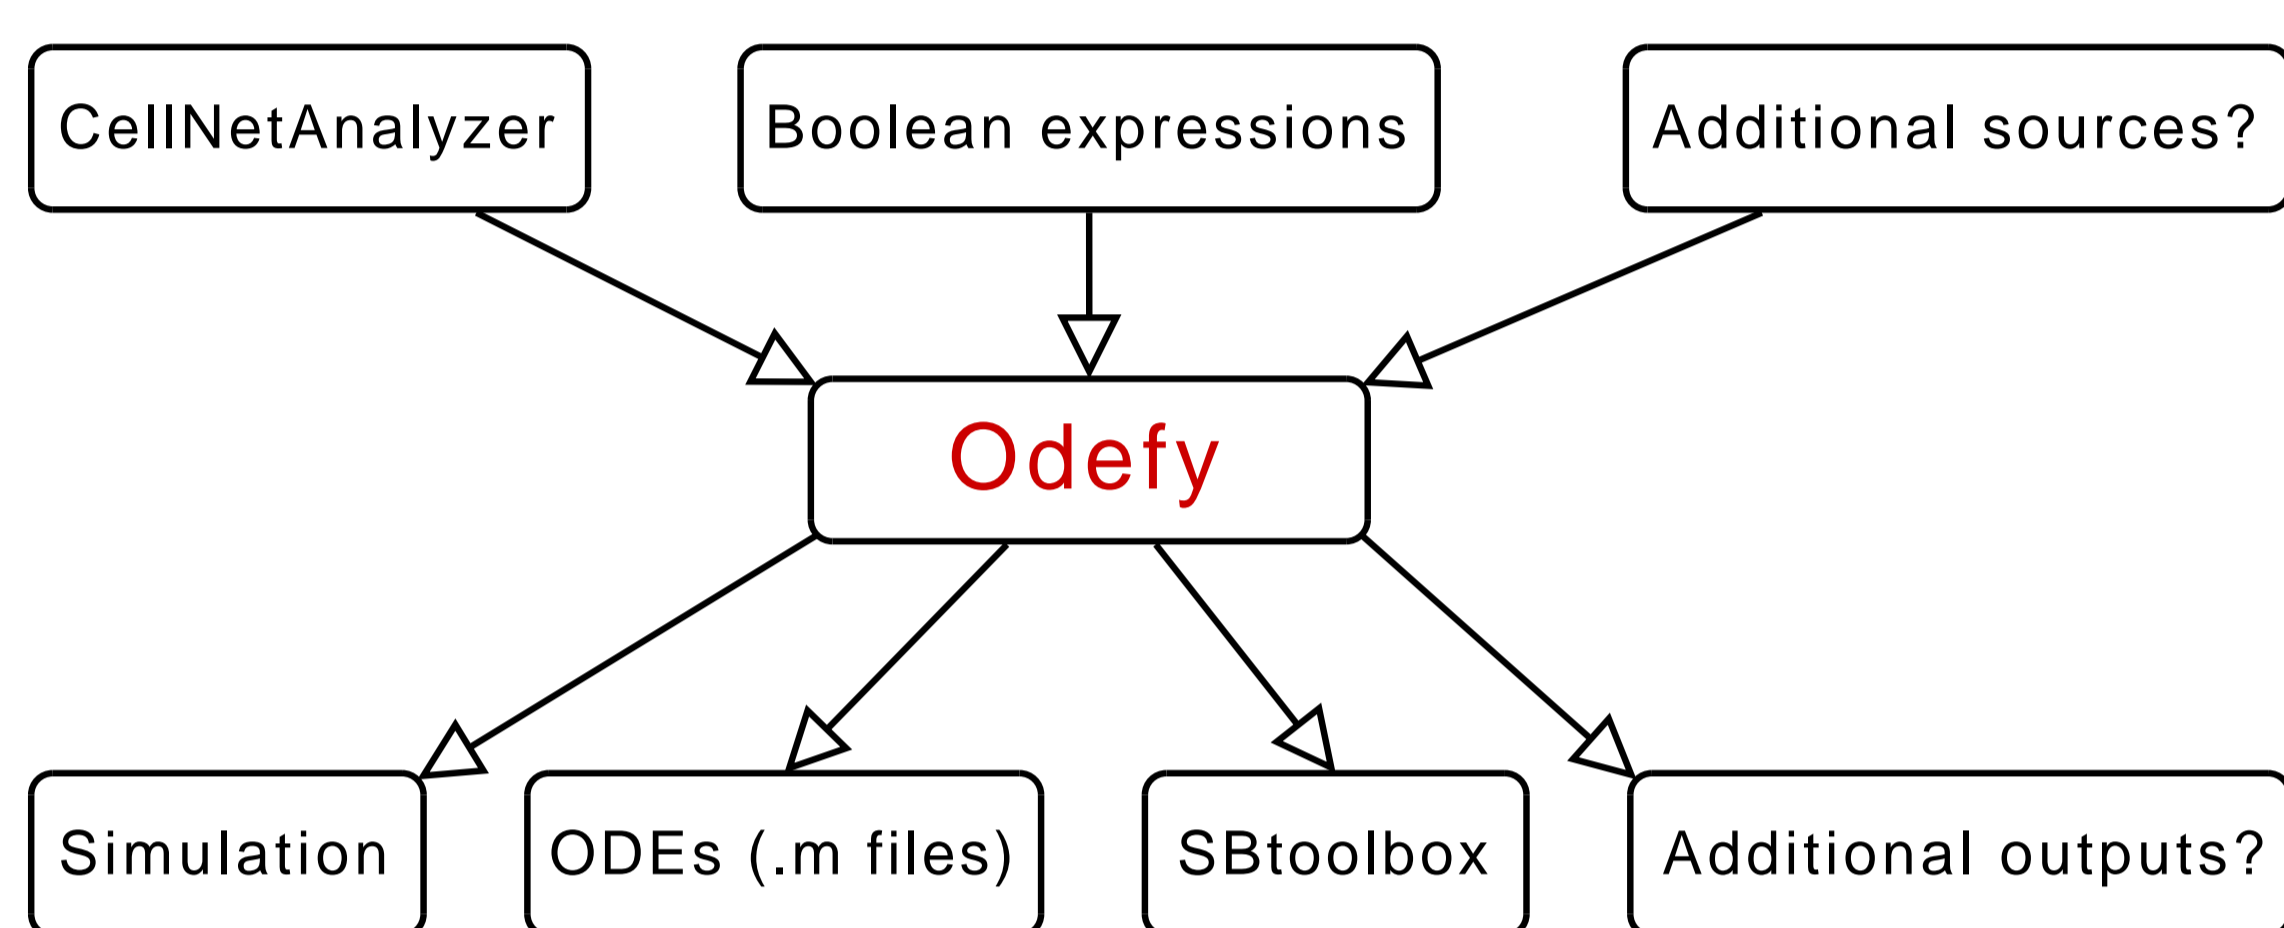 CellNetAnalyzer
Boolean expressions
Additional sources?
Odefy
Simulation
ODEs (.m files)
SBtoolbox
Additional outputs?